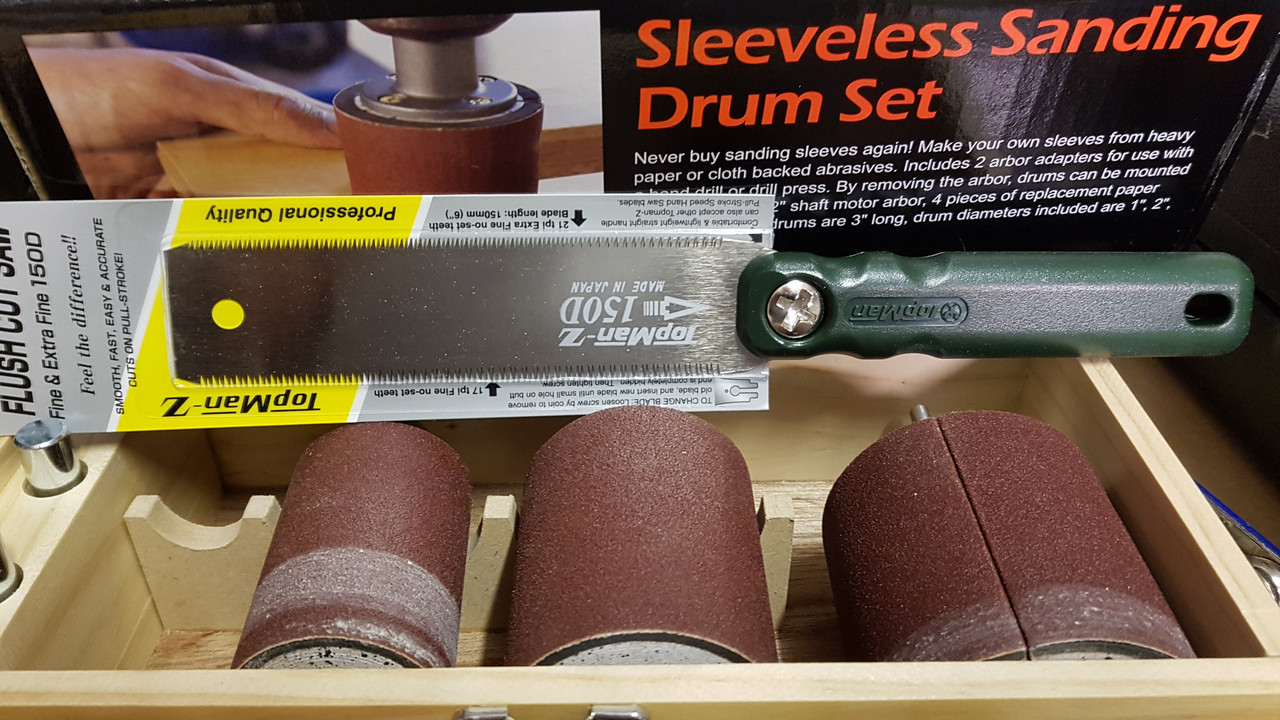 Sleeveless Sanding
Drum Set
Never buy sanding sleeves again! Make your own sleeves from heavy
paper or cloth backed abrasives. Includes 2 arbor adapters for use with
a hand drill or drill press. By removing the arbor, drums can be mounted
2" shaft motor arbor, 4 pieces of replacement paper
drums are 3" long, drum diameters included are 1", 2",
FLUSH CUT SAW
Fine & Extra Fine 150D
Feel the difference!!
SMOOTH, FAST, EASY & ACCURATE
CUTS ON PULL-STROKE!
TopMan-Z
17 tpi Fine no-set teeth
TO CHANGE BLADE: Loosen screw by coin to remove
old blade, and insert new blade until small hole on butt
end is completely hidden. Then tighten screw.
TopMan-Z
150D
MADE IN JAPAN
TopMan
21 tpi Extra Fine no-set teeth
Blade length: 150mm (6")
Professional Quality
Comfortable & lightweight straight handle
can also accept other Topman-Z
Pull-Stroke Speed Hand Saw blades.